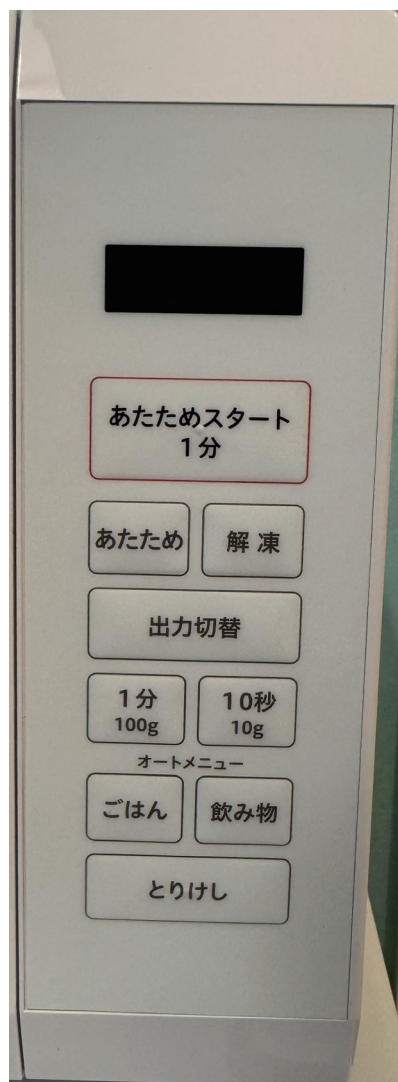 あたためスタート
1分
あたため
解凍
出力切替
1分
100g
10秒
10g
オートメニュー
ごはん
飲み物
とりけし